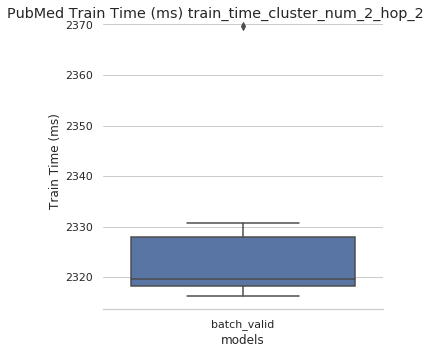 PubMed Train Time (ms) train_time_cluster_num_2_hop_2
2370
2360
2350
2340
2330
2320
Train Time (ms)
batch_valid
models